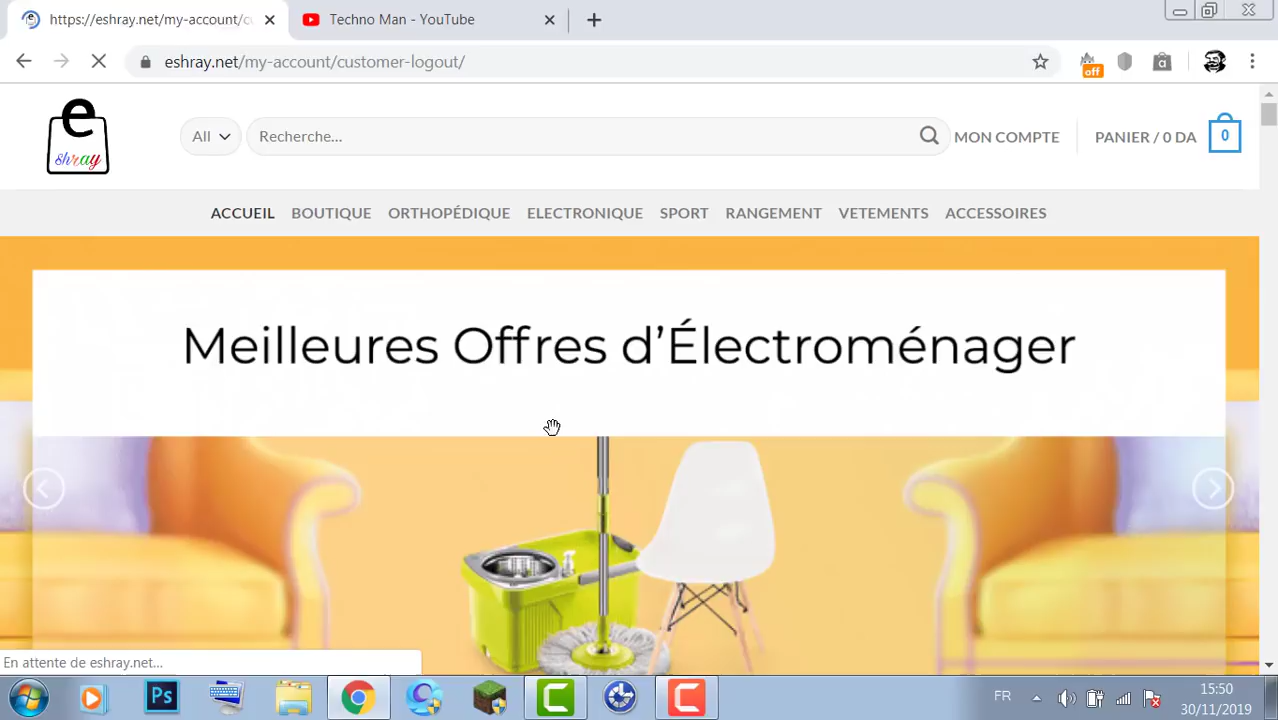 https://eshray.net/my-account/c
Techno Man - YouTube
eshray.net/my-account/customer-logout/
off
a
e
shray
All
Recherche...
MON COMPTE
PANIER / 0 DA
0
ACCUEIL
BOUTIQUE
ORTHOPÉDIQUE
ELECTRONIQUE
SPORT
RANGEMENT
VETEMENTS
ACCESSOIRES
Meilleures Offres d'Électroménager
En attente de eshray.net...
Ps
FR
15:50
30/11/2019